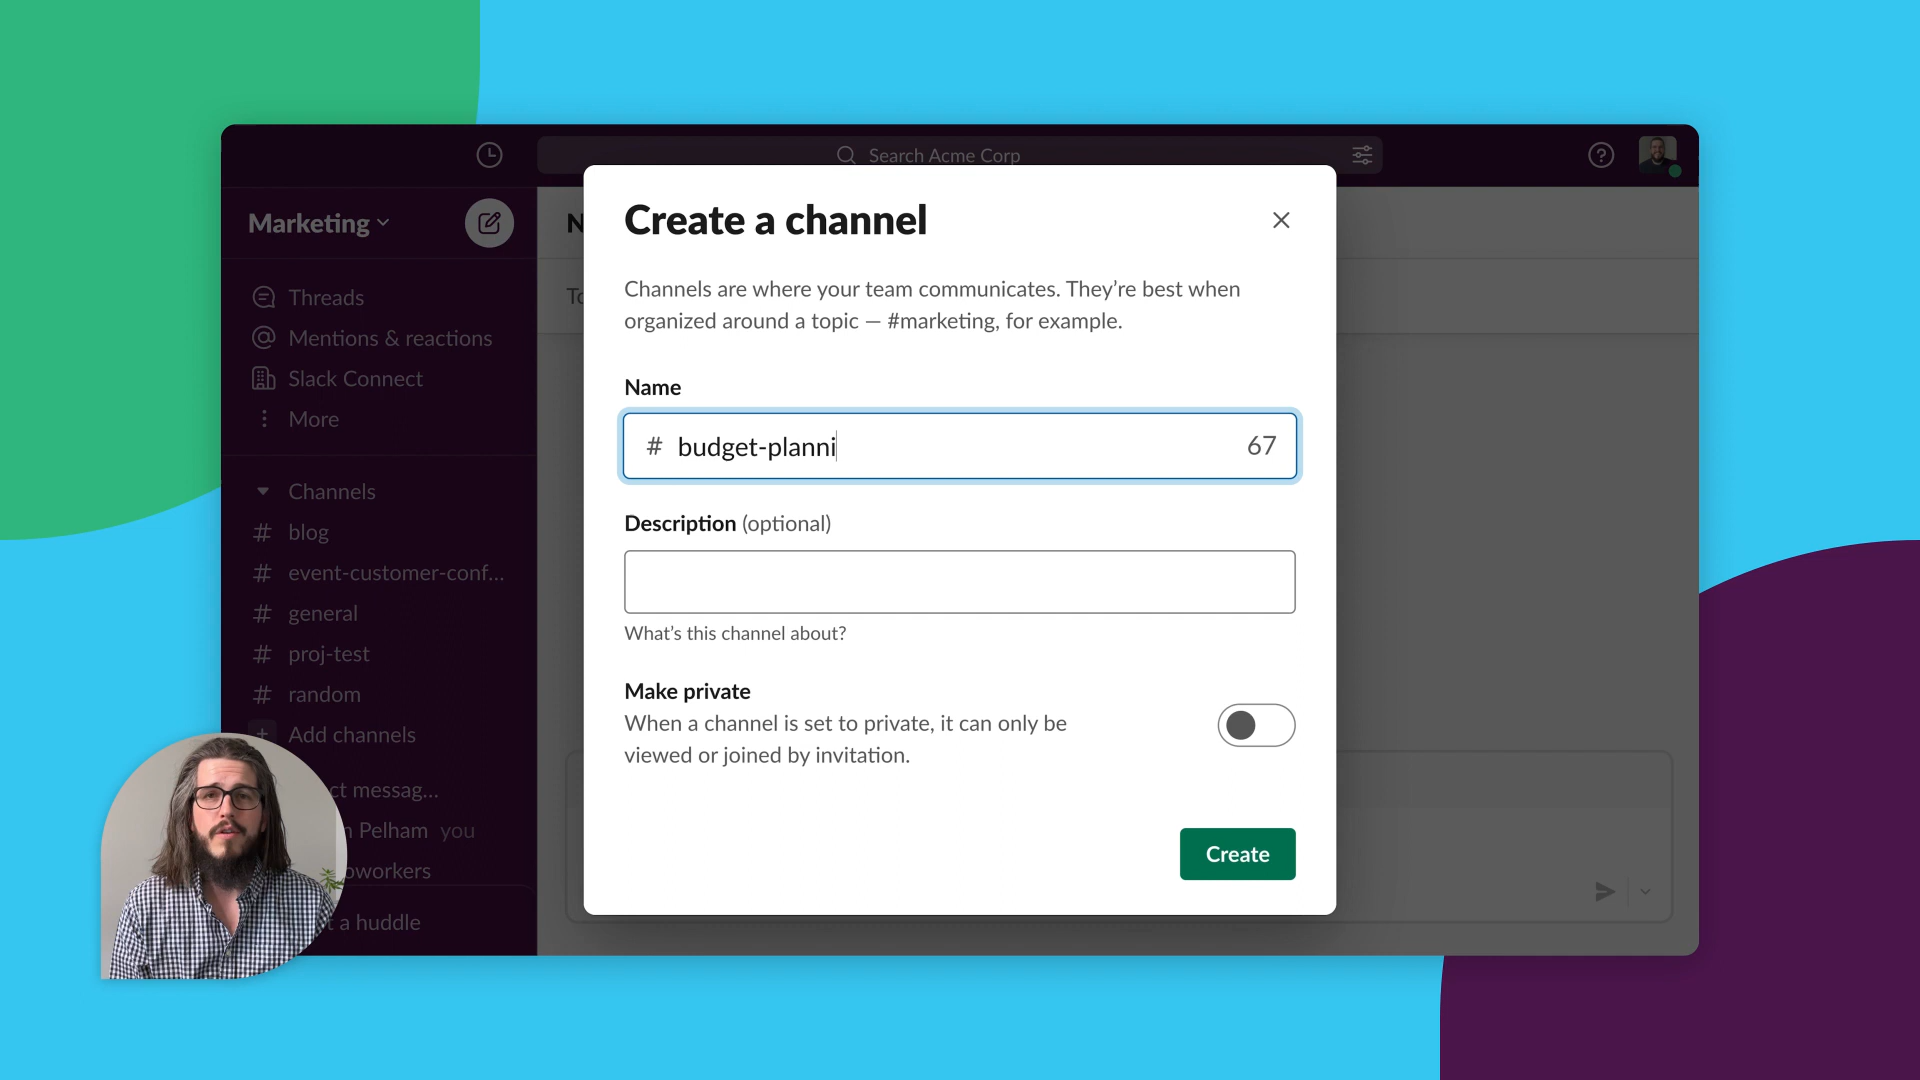 Search Acme Corp
Marketing
N
To
Create a channel
Channels are where your team communicates. They’re best when
organized around a topic — #marketing, for example.
Name
# budget-planni 67
Description (optional)
What’s this channel about?
Make private
When a channel is set to private, it can only be
viewed or joined by invitation.
Create
Threads
Mentions & reactions
Slack Connect
More
Channels
# blog
# event-customer-conf...
# general
# proj-test
# random
+ Add channels
ct messag...
n Pelham you
oworkers
t a huddle